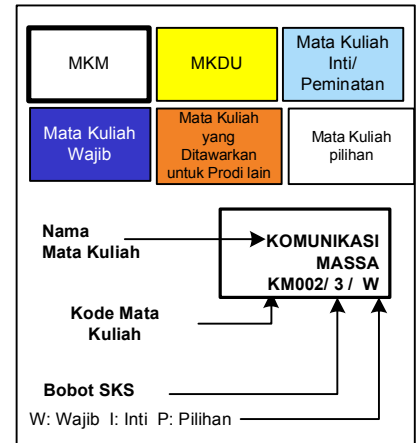 MKM
MKDU
Mata Kuliah
Inti/
Peminatan
Mata Kuliah
Wajib
Mata Kuliah
yang
Ditawarkan
untuk Prodi lain
Mata Kuliah
pilihan
Nama
Mata Kuliah
KOMUNIKASI
MASSA
KM002/ 3 / W
Kode Mata
Kuliah
Bobot SKS
W: Wajib I: Inti P: Pilihan